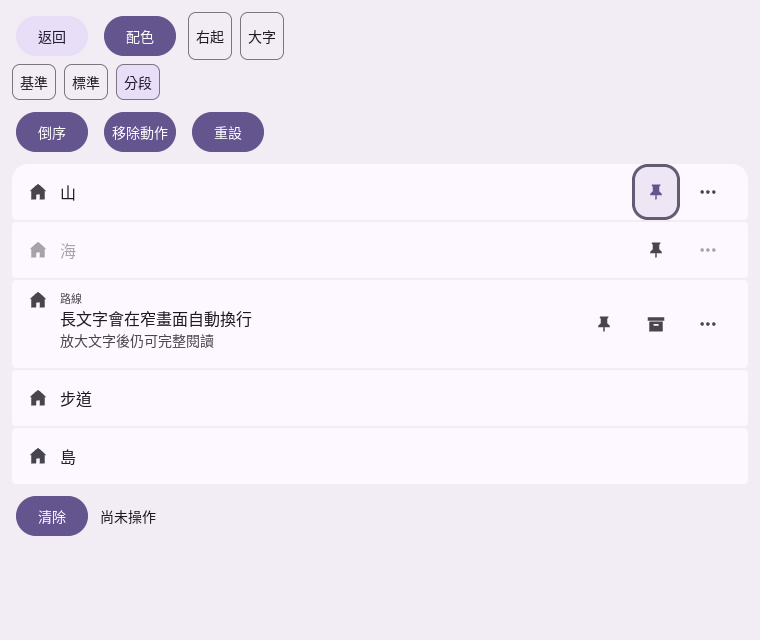 返回
配色
右起
大字
基準
標準
分段
倒序
移除動作
重設
山
海
路線
長文字會在窄畫面自動換行
放大文字後仍可完整閱讀
步道
島
清除
尚未操作